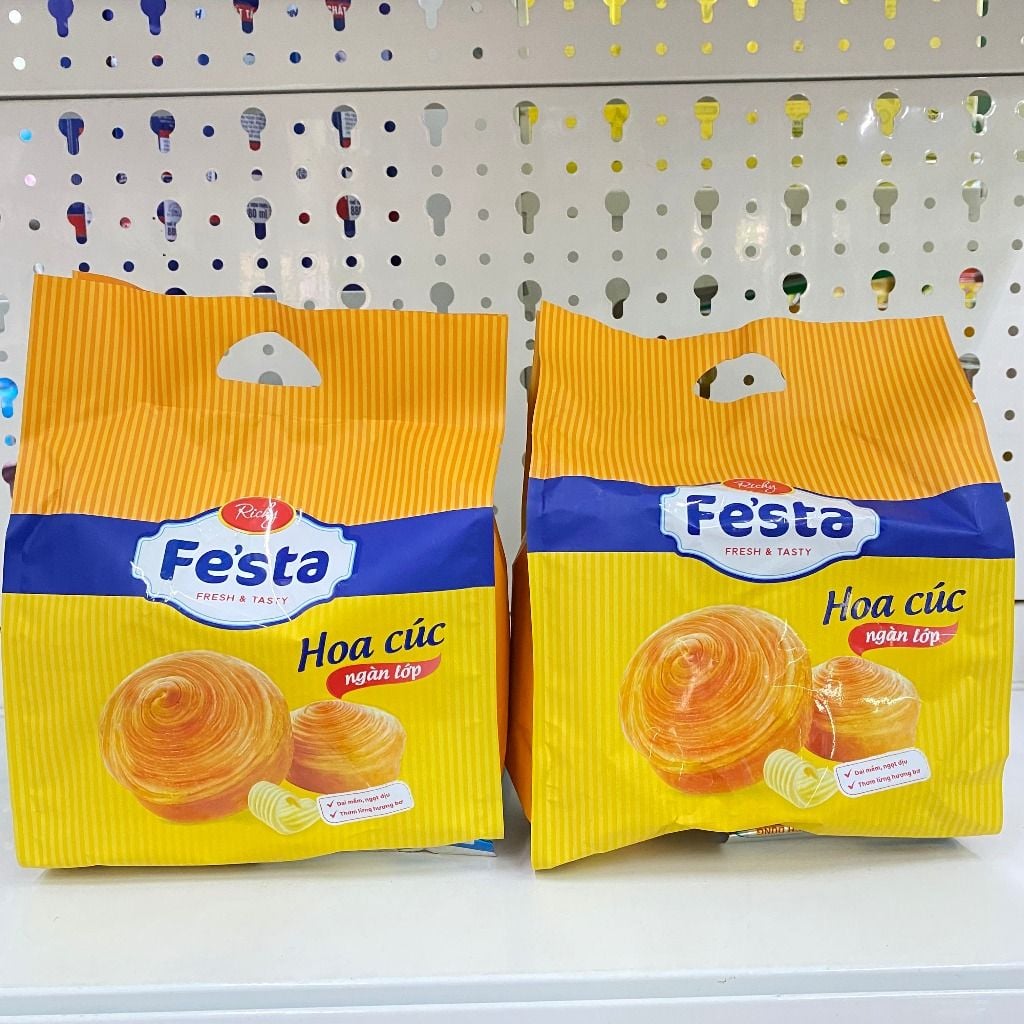 Richy
Fe'sta
FRESH & TASTY
Hoa cúc
ngàn lớp
✓ Dai mềm, ngọt dịu
✓ Thơm lừng hương bơ
Richy
Fe'sta
FRESH & TASTY
Hoa cúc
ngàn lớp
✓ Dai mềm, ngọt dịu
✓ Thơm lừng hương bơ